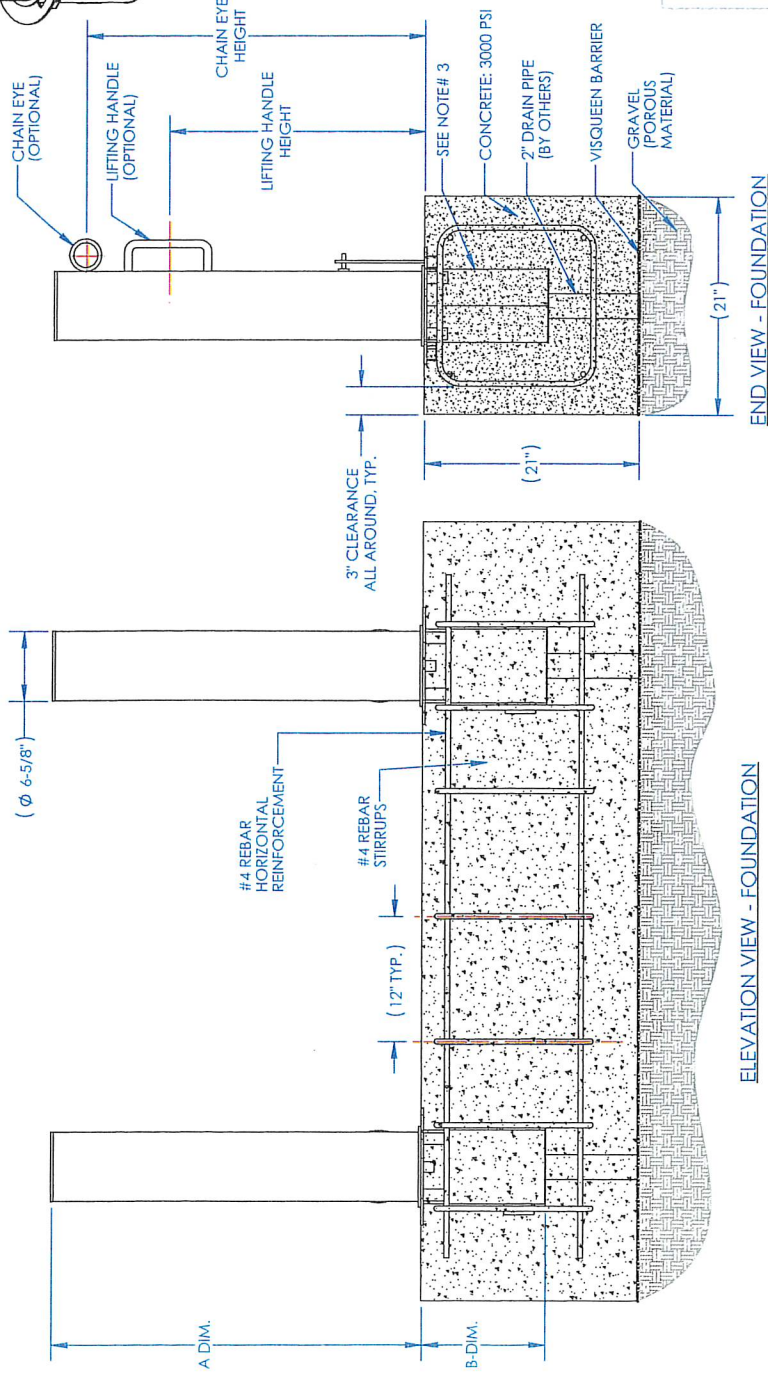 CHAIN EYE
(OPTIONAL)
LIFTING HANDLE
(OPTIONAL)
CHAIN EYE
HEIGHT
LIFTING HANDLE
HEIGHT
SEE NOTE# 3
CONCRETE: 3000 PSI
2" DRAIN PIPE
(BY OTHERS)
VISQUEEN BARRIER
GRAVEL
(POROUS
MATERIAL)
3" CLEARANCE
ALL AROUND, TYP.
(21")
(21")
END VIEW - FOUNDATION
( Ø 6-5/8")
#4 REBAR
HORIZONTAL
REINFORCEMENT
#4 REBAR
STIRRUPS
(12" TYP.)
A DIM.
B-DIM.
ELEVATION VIEW - FOUNDATION